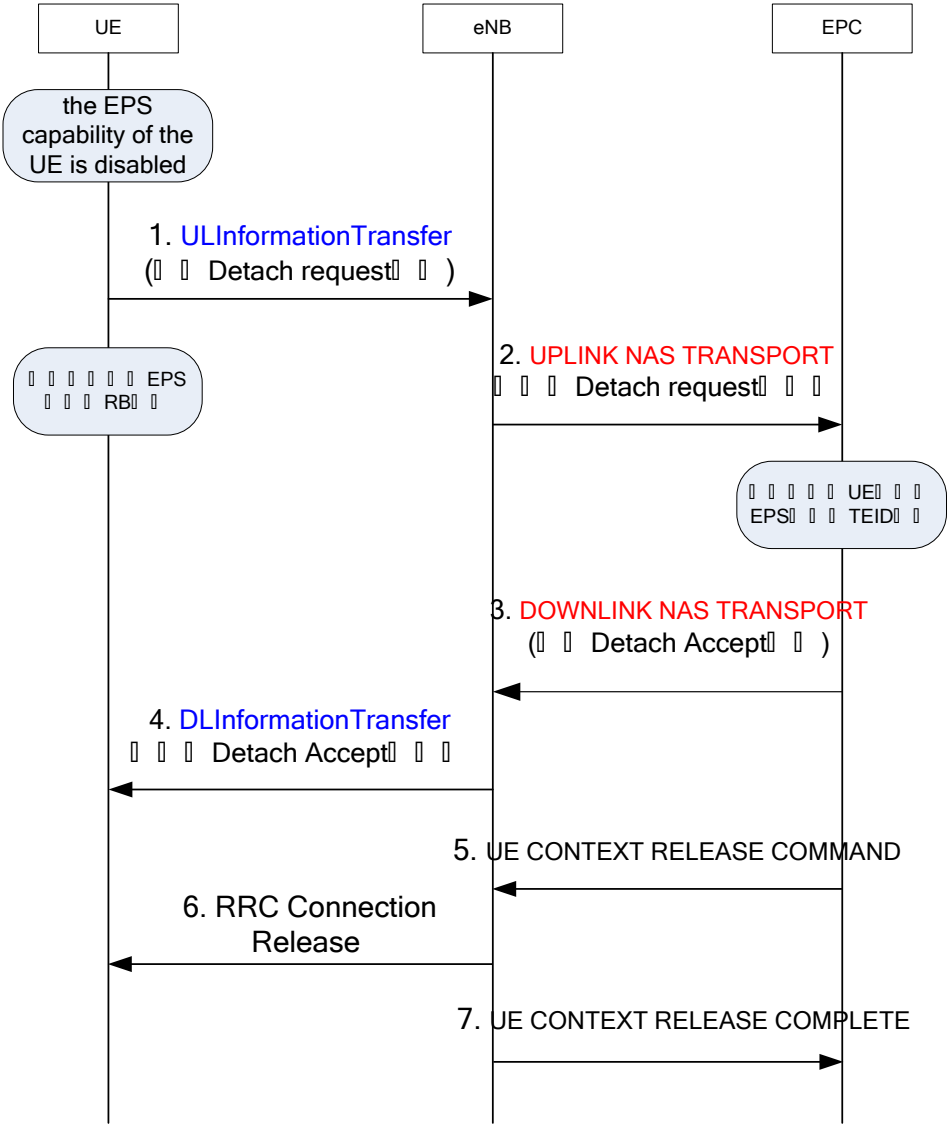 UE
eNB
EPC
the EPS
capability of the
UE is disabled
1. ULInformationTransfer
( Detach request )
2. UPLINK NAS TRANSPORT
Detach request
EPS
RB
UE
EPS TEID
3. DOWNLINK NAS TRANSPORT
( Detach Accept )
4. DLInformationTransfer
Detach Accept
5. UE CONTEXT RELEASE COMMAND
6. RRC Connection
Release
7. UE CONTEXT RELEASE COMPLETE